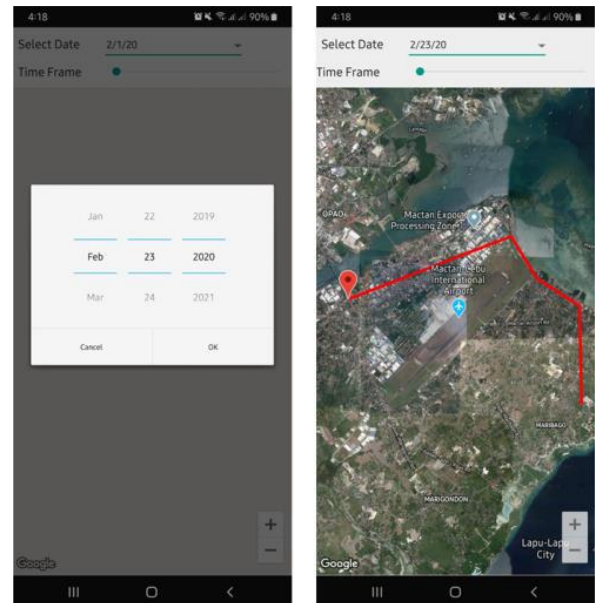 4:18
90%
Select Date 2/1/20
Time Frame
Jan 22 2019
Feb 23 2020
Mar 24 2021
Cancel OK
Google
4:18
90%
Select Date 2/23/20
Time Frame
OPAO
Mactan Export
Processing Zone
Mactan-Cebu
International
Airport
MARIBAGO
MARIGONDON
Lapu-Lapu
City
Google